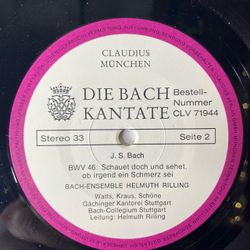 CLAUDIUS
MÜNCHEN
DIE BACH
KANTATE
Bestell-
Nummer
CLV 71944
Stereo 33
Seite 2
J. S. Bach
BWV 46: Schauet doch und sehet,
ob irgend ein Schmerz sei
BACH-ENSEMBLE HELMUTH RILLING
Watts, Kraus, Schöne
Gächinger Kantorei Stuttgart
Bach-Collegium Stuttgart
Leitung: Helmuth Rilling